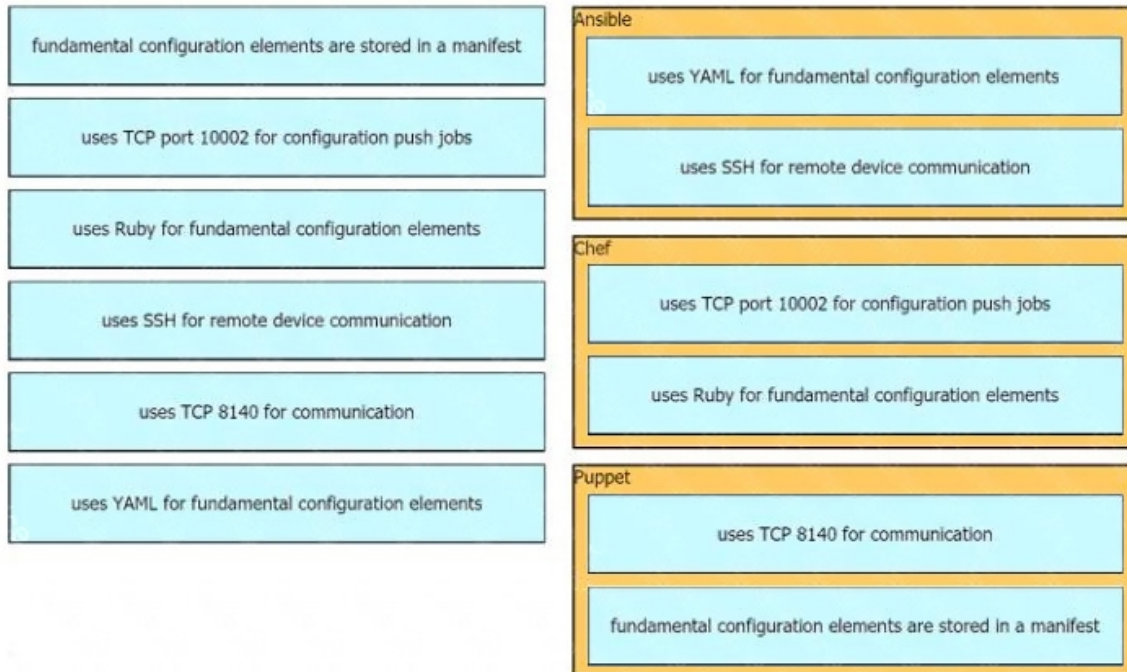 fundamental configuration elements are stored in a manifest
uses TCP port 10002 for configuration push jobs
uses Ruby for fundamental configuration elements
uses SSH for remote device communication
uses TCP 8140 for communication
uses YAML for fundamental configuration elements
Ansible
uses YAML for fundamental configuration elements
uses SSH for remote device communication
Chef
uses TCP port 10002 for configuration push jobs
uses Ruby for fundamental configuration elements
Puppet
uses TCP 8140 for communication
fundamental configuration elements are stored in a manifest